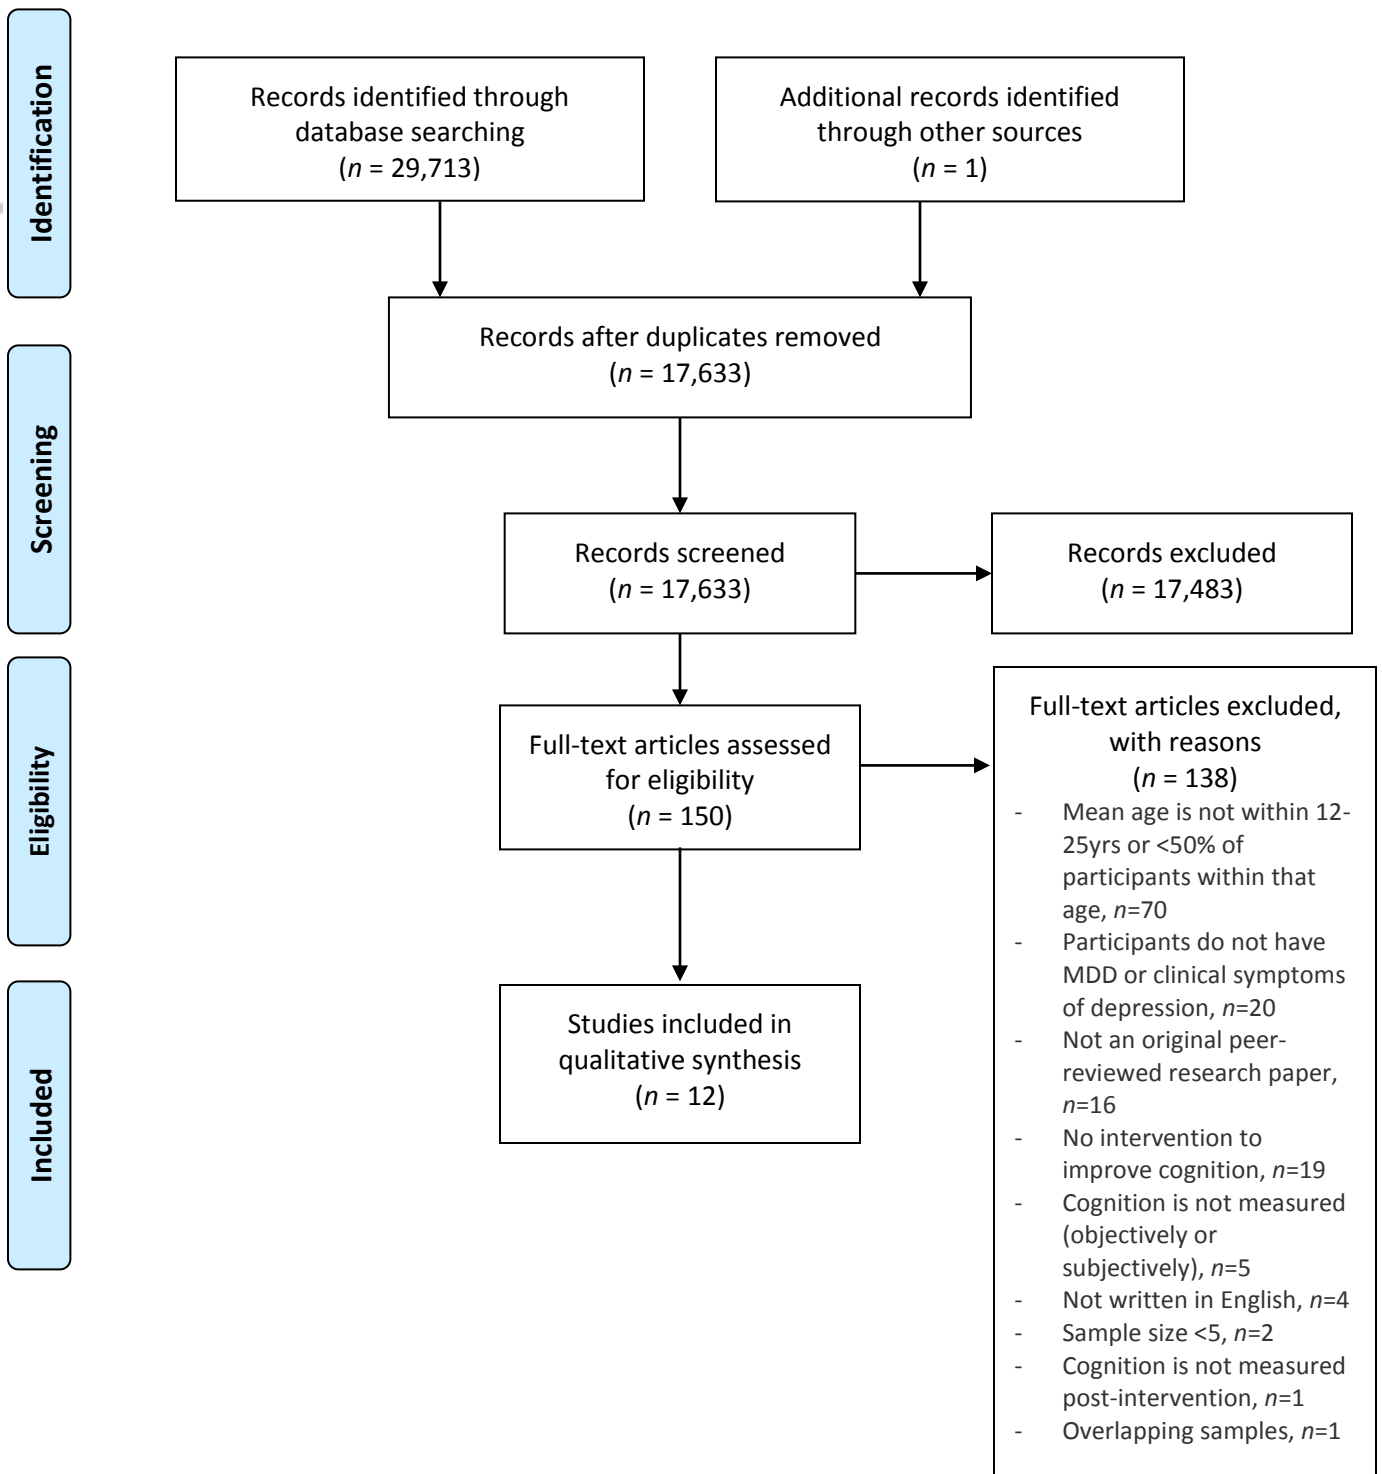 Identification
Records identified through
database searching
(n = 29,713)
Additional records identified
through other sources
(n = 1)
Records after duplicates removed
(n = 17,633)
Screening
Records screened
(n = 17,633)
Records excluded
(n = 17,483)
Eligibility
Full-text articles assessed
for eligibility
(n = 150)
Full-text articles excluded,
with reasons
(n = 138)
- Mean age is not within 12-
25yrs or <50% of
participants within that
age, n=70
- Participants do not have
MDD or clinical symptoms
of depression, n=20
- Not an original peer-
reviewed research paper,
n=16
- No intervention to
improve cognition, n=19
- Cognition is not measured
(objectively or
subjectively), n=5
- Not written in English, n=4
- Sample size <5, n=2
- Cognition is not measured
post-intervention, n=1
- Overlapping samples, n=1
Included
Studies included in
qualitative synthesis
(n = 12)